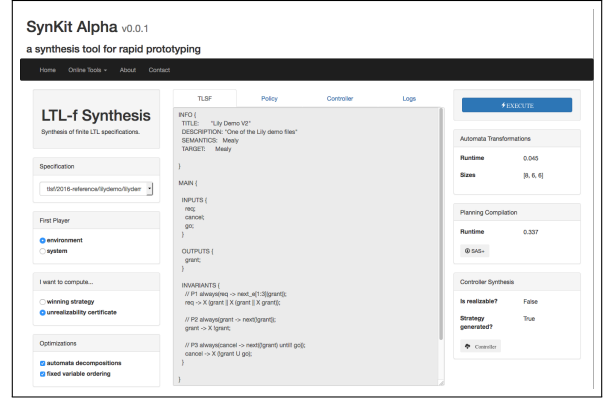 SynKit Alpha v0.0.1
a synthesis tool for rapid prototyping
Home Online Tools About Contact
LTL-f Synthesis
Synthesis of finite LTL specifications.
Specification
tlsf/2016-reference/lilydemo/lilydem
First Player
environment
system
I want to compute...
winning strategy
unrealizability certificate
Optimizations
automata decompositions
fixed variable ordering
TLSF Policy Controller Logs
INFO {
TITLE: "Lily Demo V2"
DESCRIPTION: "One of the Lily demo files"
SEMANTICS: Mealy
TARGET: Mealy
}
MAIN {
INPUTS {
req;
cancel;
go;
}
OUTPUTS {
grant;
}
INVARIANTS {
// P1 always(req -> next_e[1:3](grant));
req -> X (grant || X (grant || X grant));
// P2 always(grant -> next(!grant));
grant -> X !grant;
// P3 always(cancel -> next((!grant) until! go));
cancel -> X (!grant U go);
}
}
EXECUTE
Automata Transformations
Runtime 0.045
Sizes [8, 6, 6]
Planning Compilation
Runtime 0.337
SAS+
Controller Synthesis
Is realizable? False
Strategy True
generated?
Controller